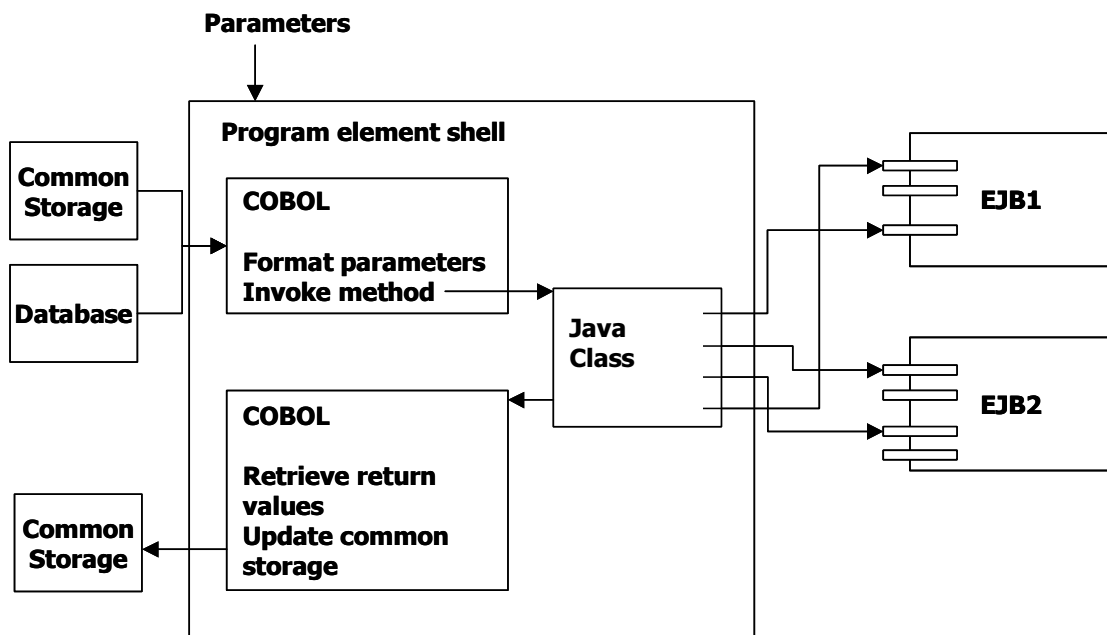 Parameters
Program element shell
Common
Storage
Database
COBOL
Format parameters
Invoke method
Java
Class
EJB1
EJB2
COBOL
Retrieve return
values
Update common
storage
Common
Storage